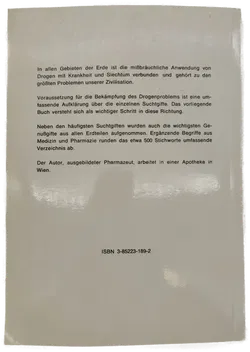 In allen Gebieten der Erde ist die mißbräuchliche Anwendung von
Drogen mit Krankheit und Siechtum verbunden und gehört zu den
größten Problemen unserer Zivilisation.
Voraussetzung für die Bekämpfung des Drogenproblems ist eine um-
fassende Aufklärung über die einzelnen Suchtgifte. Das vorliegende
Buch versteht sich als wichtiger Schritt in diese Richtung.
Neben den häufigsten Suchtgiften wurden auch die wichtigsten Ge-
nußgifte aus allen Erdteilen aufgenommen. Ergänzende Begriffe aus
Medizin und Pharmazie runden das etwa 500 Stichworte umfassende
Verzeichnis ab.
Der Autor, ausgebildeter Pharmazeut, arbeitet in einer Apotheke in
Wien.
ISBN 3-85223-189-2